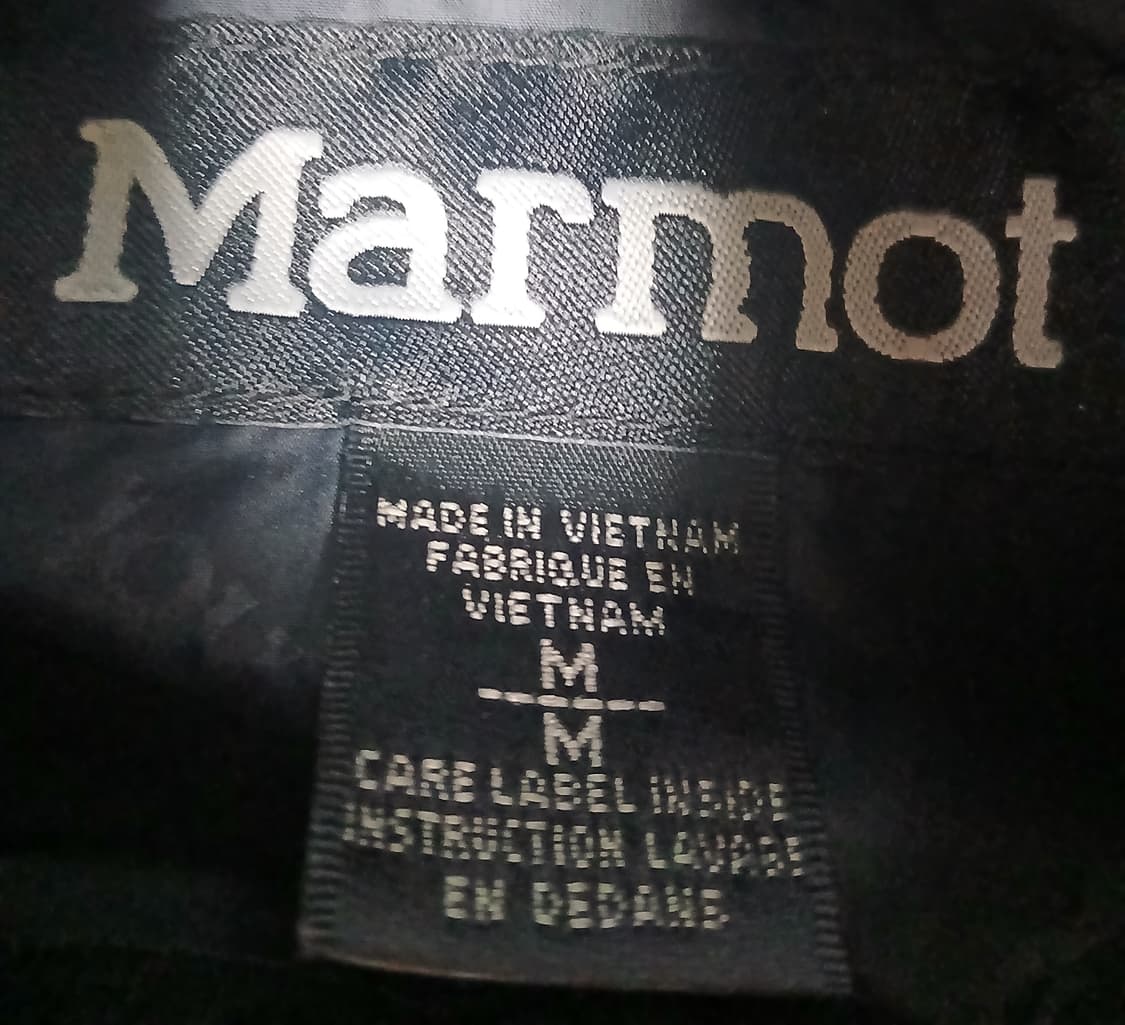 Marmot
MADE IN VIETNAM
FABRIQUE EN
VIETNAM
M
M
CARE LABEL INSIDE
INSTRUCTION LAVAGE
EN DEDANS